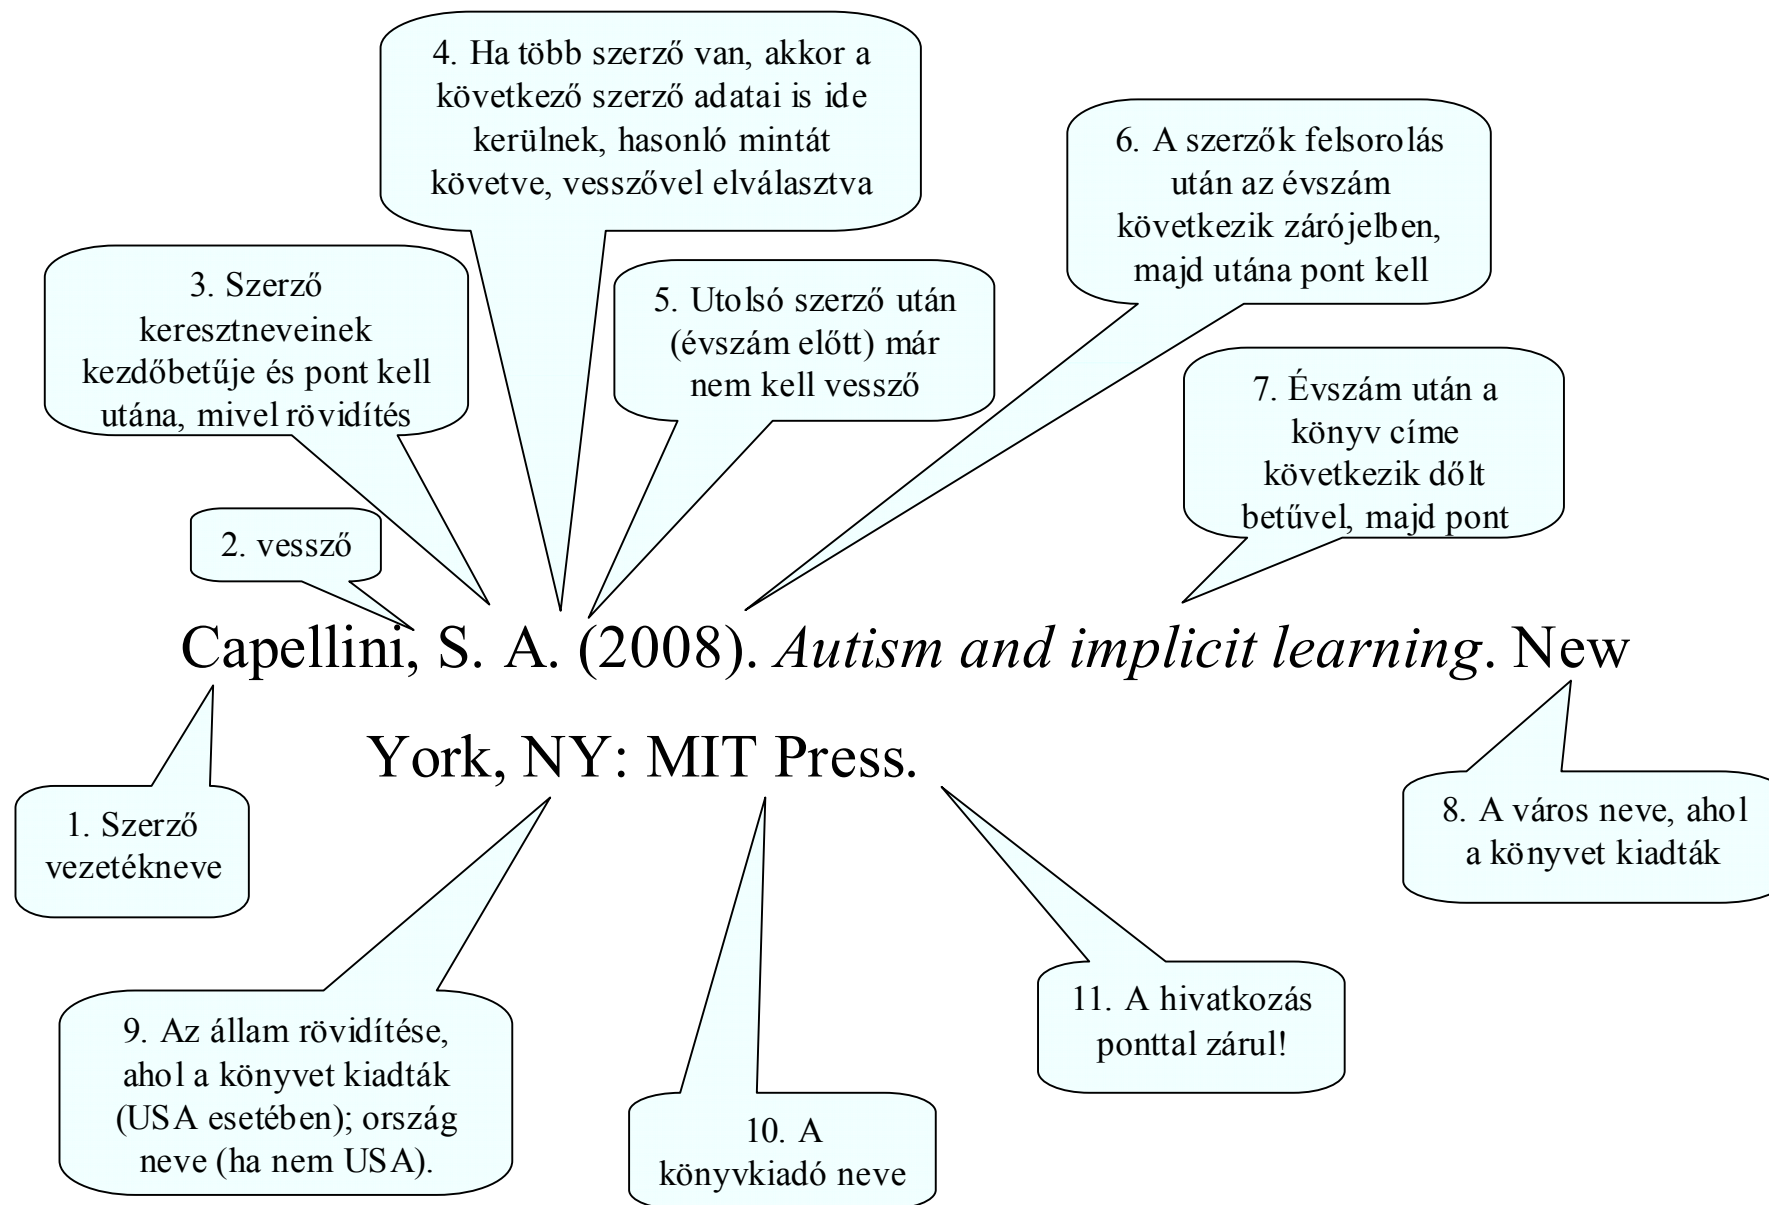 4. Ha több szerző van, akkor a
következő szerző adatai is ide
kerülnek, hasonló mintát
követve, vesszővel elválasztva
6. A szerzők felsorolás
után az évszám
következik zárójelben,
majd utána pont kell
3. Szerző
keresztneveinek
kezdőbetűje és pont kell
utána, mivel rövidítés
5. Utolsó szerző után
(évszám előtt) már
nem kell vessző
7. Évszám után a
könyv címe
következik dőlt
betűvel, majd pont
2. vessző
Capellini, S. A. (2008). Autism and implicit learning. New
York, NY: MIT Press.
1. Szerző
vezetékneve
8. A város neve, ahol
a könyvet kiadták
9. Az állam rövidítése,
ahol a könyvet kiadták
(USA esetében); ország
neve (ha nem USA).
10. A
könyvkiadó neve
11. A hivatkozás
ponttal zárul!